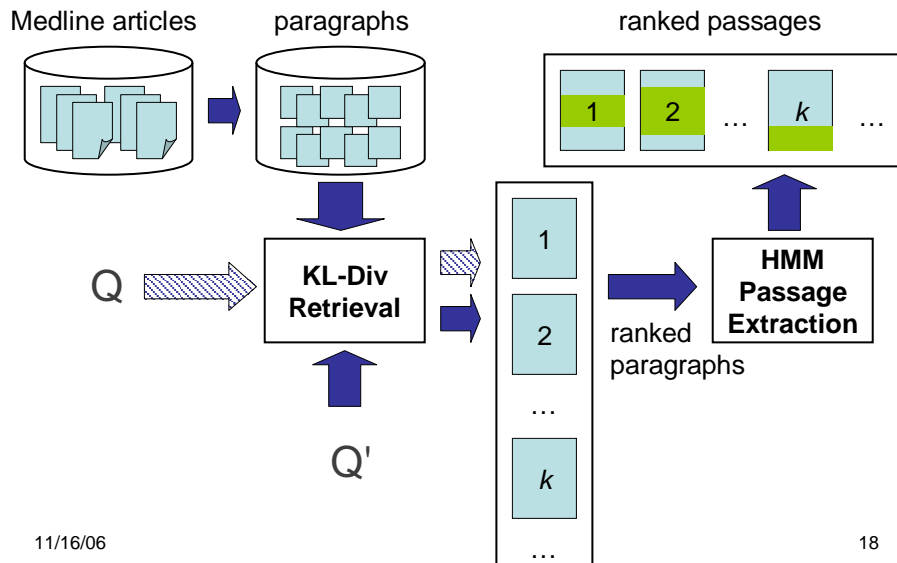 Medline articles
paragraphs
ranked passages
1
2
…
k
…
Q
KL-Div
Retrieval
1
2
…
k
…
ranked
paragraphs
HMM
Passage
Extraction
Q'
11/16/06
18